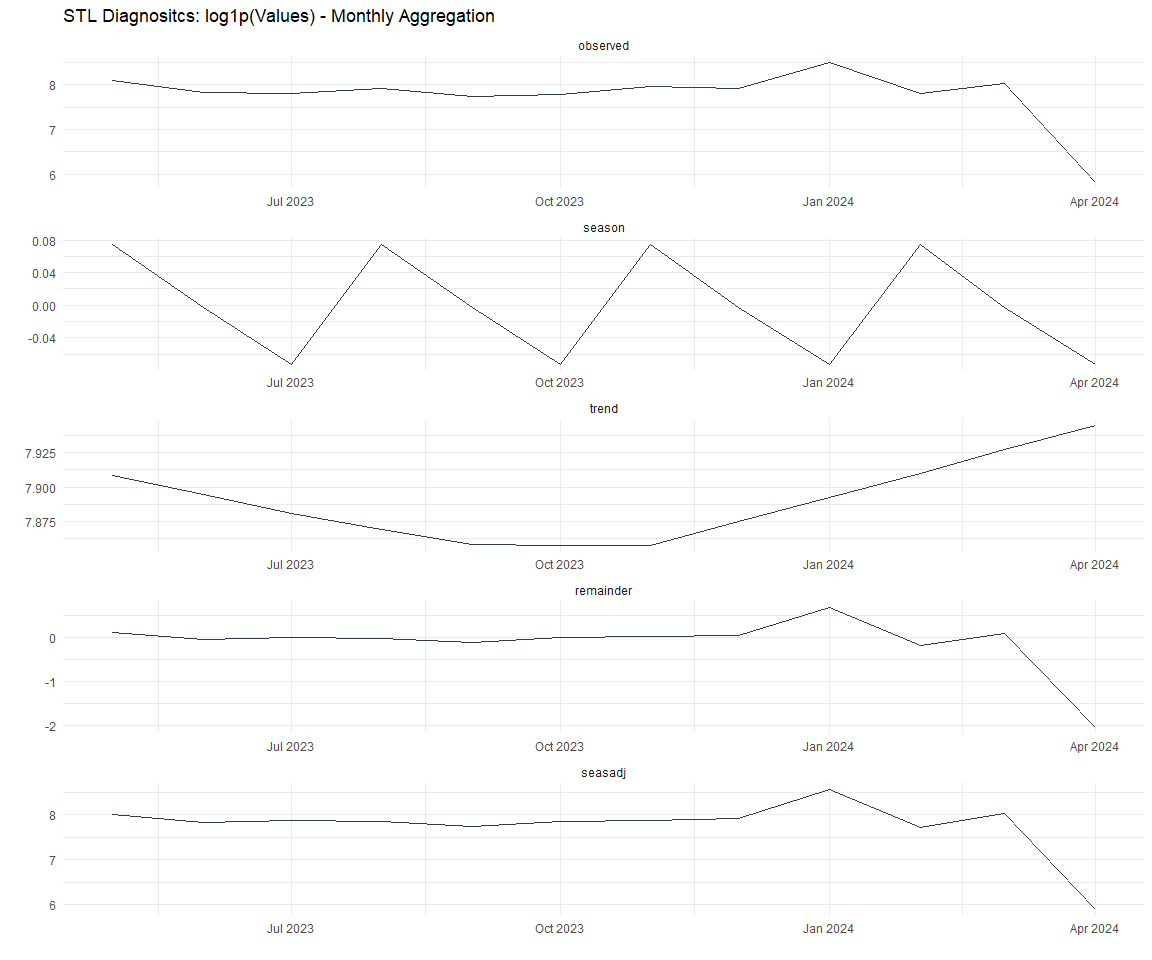 STL Diagnositcs: log1p(Values) - Monthly Aggregation
observed
8
7
6
Jul 2023 Oct 2023 Jan 2024 Apr 2024
season
0.08
0.04
0.00
-0.04
Jul 2023 Oct 2023 Jan 2024 Apr 2024
trend
7.925
7.900
7.875
Jul 2023 Oct 2023 Jan 2024 Apr 2024
remainder
0
-1
-2
Jul 2023 Oct 2023 Jan 2024 Apr 2024
seasadj
8
7
6
Jul 2023 Oct 2023 Jan 2024 Apr 2024